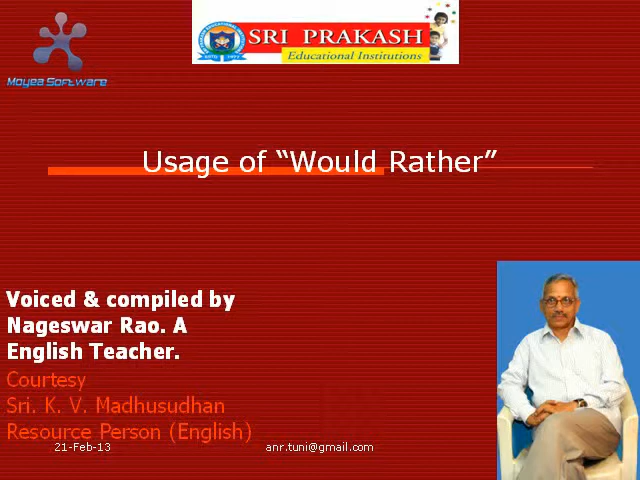 SRI PRAKASH
Educational Institutions
Moyea Software
Usage of “Would Rather”
Voiced & compiled by
Nageswar Rao. A
English Teacher.
Courtesy
Sri. K. V. Madhusudhan
Resource Person (English)
21-Feb-13
anr.tuni@gmail.com